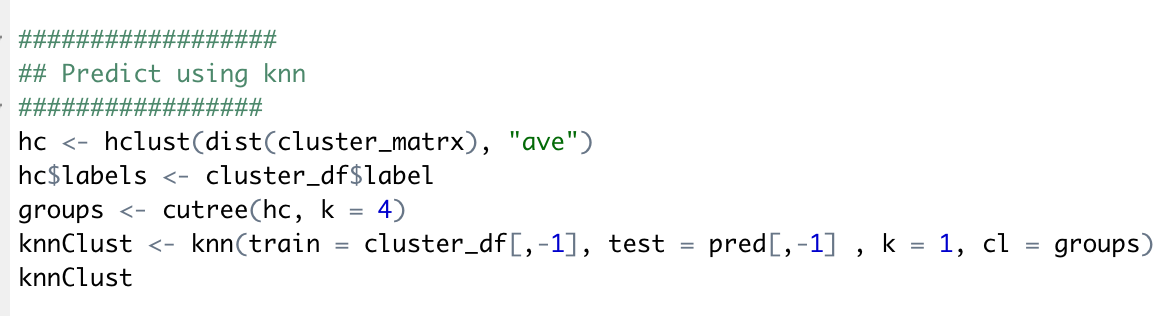 ##################
## Predict using knn
#################
hc <- hclust(dist(cluster_matrx), "ave")
hc$labels <- cluster_df$label
groups <- cutree(hc, k = 4)
knnClust <- knn(train = cluster_df[,-1], test = pred[,-1] , k = 1, cl = groups)
knnClust